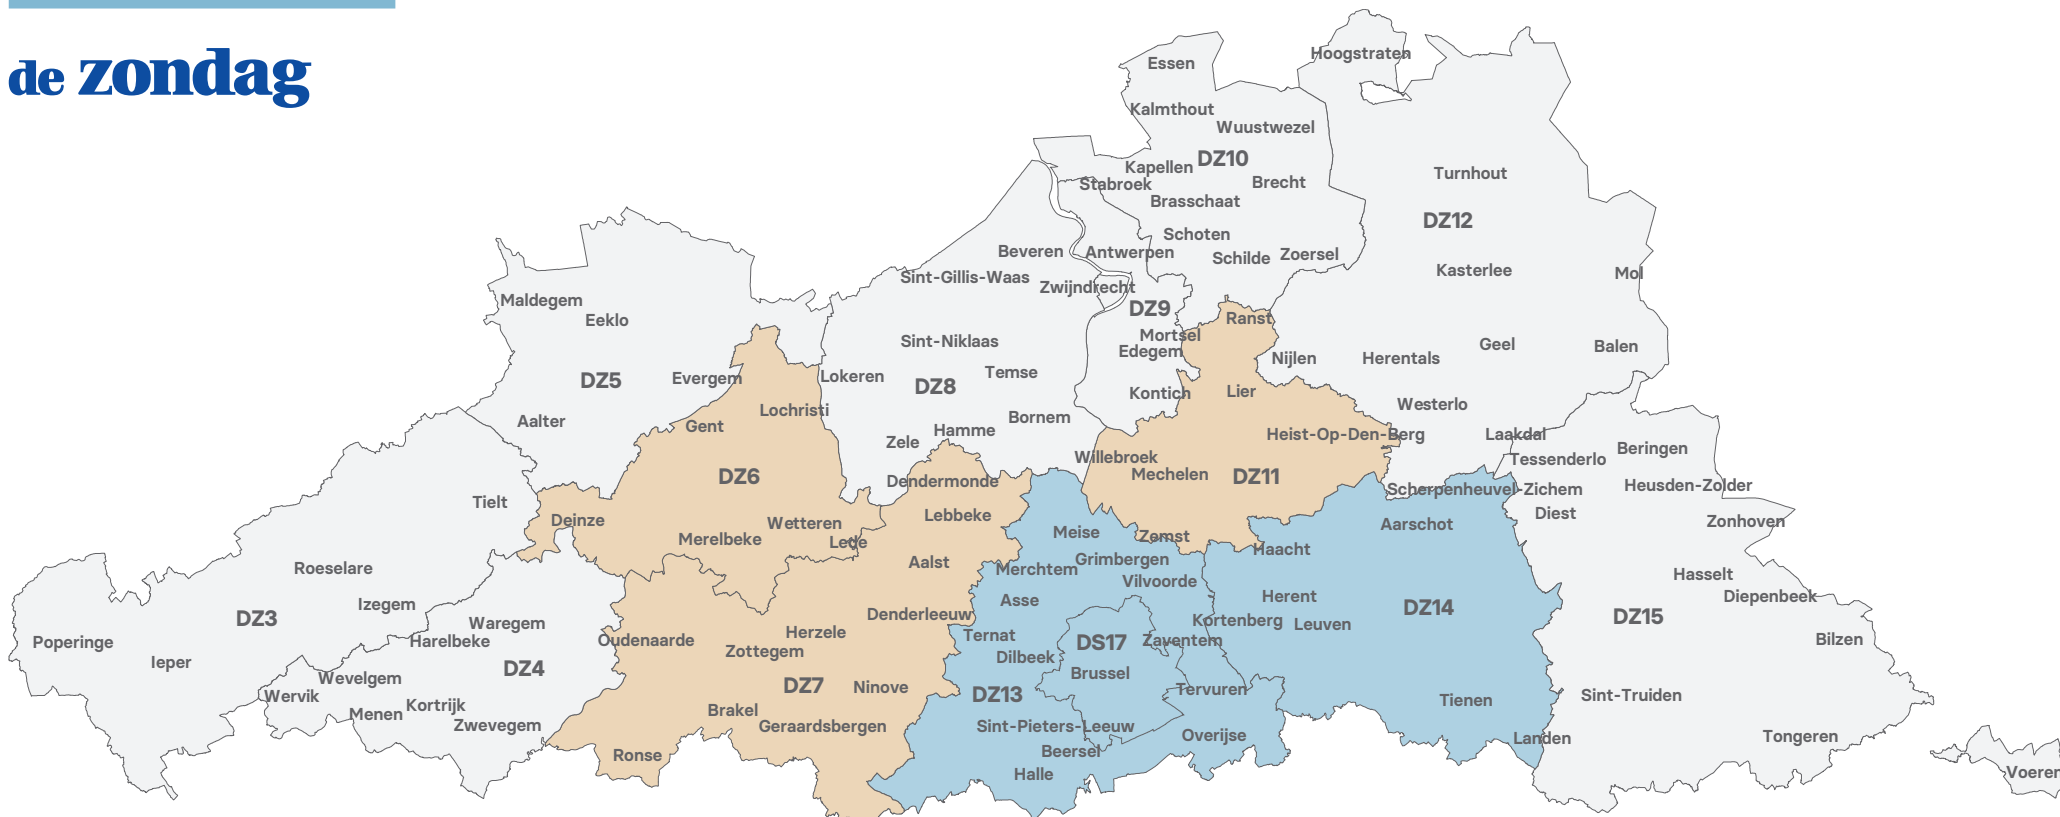 de zondag
Hoogstraten
Essen
Kalmthout
Wuustwezel
DZ10
Kapellen
Turnhout
Stabroek
Brecht
Brasschaat
DZ12
Schoten
Beveren
Antwerpen
Schilde
Zoersel
Kasterlee
Mol
Sint-Gillis-Waas
Zwijndrecht
Maldegem
DZ9
Eeklo
Ranst
Mortsel
Sint-Niklaas
Edegem
Geel
Balen
Nijlen
Herentals
DZ5
Evergem
Lokeren
DZ8
Temse
Kontich
Lier
Lochristi
Westerlo
Aalter
Gent
Bornem
Hamme
Heist-Op-Den-Berg
Laakdal
Zele
Beringen
Willebroek
Tessenderlo
DZ6
Mechelen
DZ11
Dendermonde
Scherpenheuvel-Zichem
Heusden-Zolder
Tielt
Lebbeke
Diest
Deinze
Wetteren
Aarschot
Zonhoven
Meise
Merelbeke
Lede
Zemst
Haacht
Aalst
Grimbergen
Roeselare
Merchtem
Vilvoorde
Hasselt
Izegem
Asse
Herent
Diepenbeek
DZ3
Denderleeuw
DZ14
DZ15
Waregem
Kortenberg
Leuven
Poperinge
Harelbeke
Oudenaarde
Herzele
Ternat
DS17
Zaventem
Bilzen
Ieper
DZ4
Zottegem
Dilbeek
Brussel
Wevelgem
DZ7
Ninove
DZ13
Tervuren
Wervik
Kortrijk
Tienen
Sint-Truiden
Menen
Brakel
Zwevegem
Geraardsbergen
Sint-Pieters-Leeuw
Overijse
Landen
Tongeren
Ronse
Beersel
Halle
Voeren